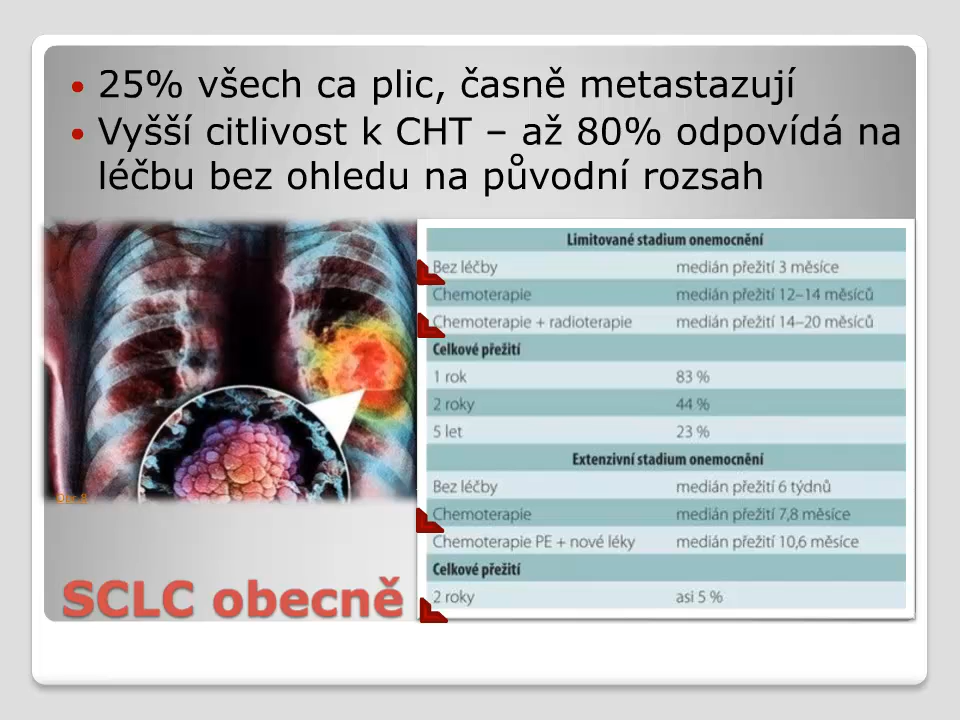 25% všech ca plic, časně metastazují
Vyšší citlivost k CHT – až 80% odpovídá na
léčbu bez ohledu na původní rozsah
Limitované stadium onemocnění
Bez léčby medián přežití 3 měsíce
Chemoterapie medián přežití 12–14 měsíců
Chemoterapie + radioterapie medián přežití 14–20 měsíců
Celkové přežití
1 rok 83 %
2 roky 44 %
5 let 23 %
Extenzivní stadium onemocnění
Bez léčby medián přežití 6 týdnů
Chemoterapie medián přežití 7,8 měsíce
Chemoterapie PE + nové léky medián přežití 10,6 měsíce
Celkové přežití
2 roky asi 5 %
SCLC obecně